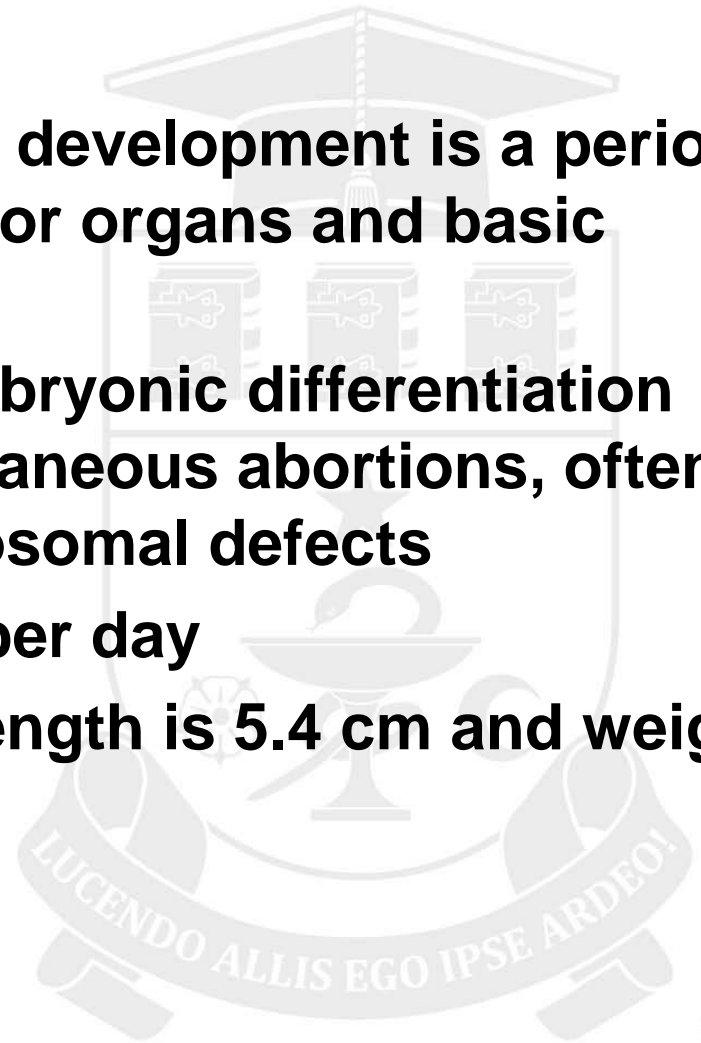 development is a perio
or organs and basic
bryonic differentiation
aneous abortions, often
osomal defects
per day
ength is 5.4 cm and weig
LUCENDO ALLIS EGO IPSE ARDEO!